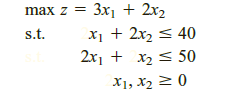 max z = 3x₁ + 2x₂
s.t. x₁ + 2x₂ ≤ 40
2x₁ + x₂ ≤ 50
x₁, x₂ ≥ 0